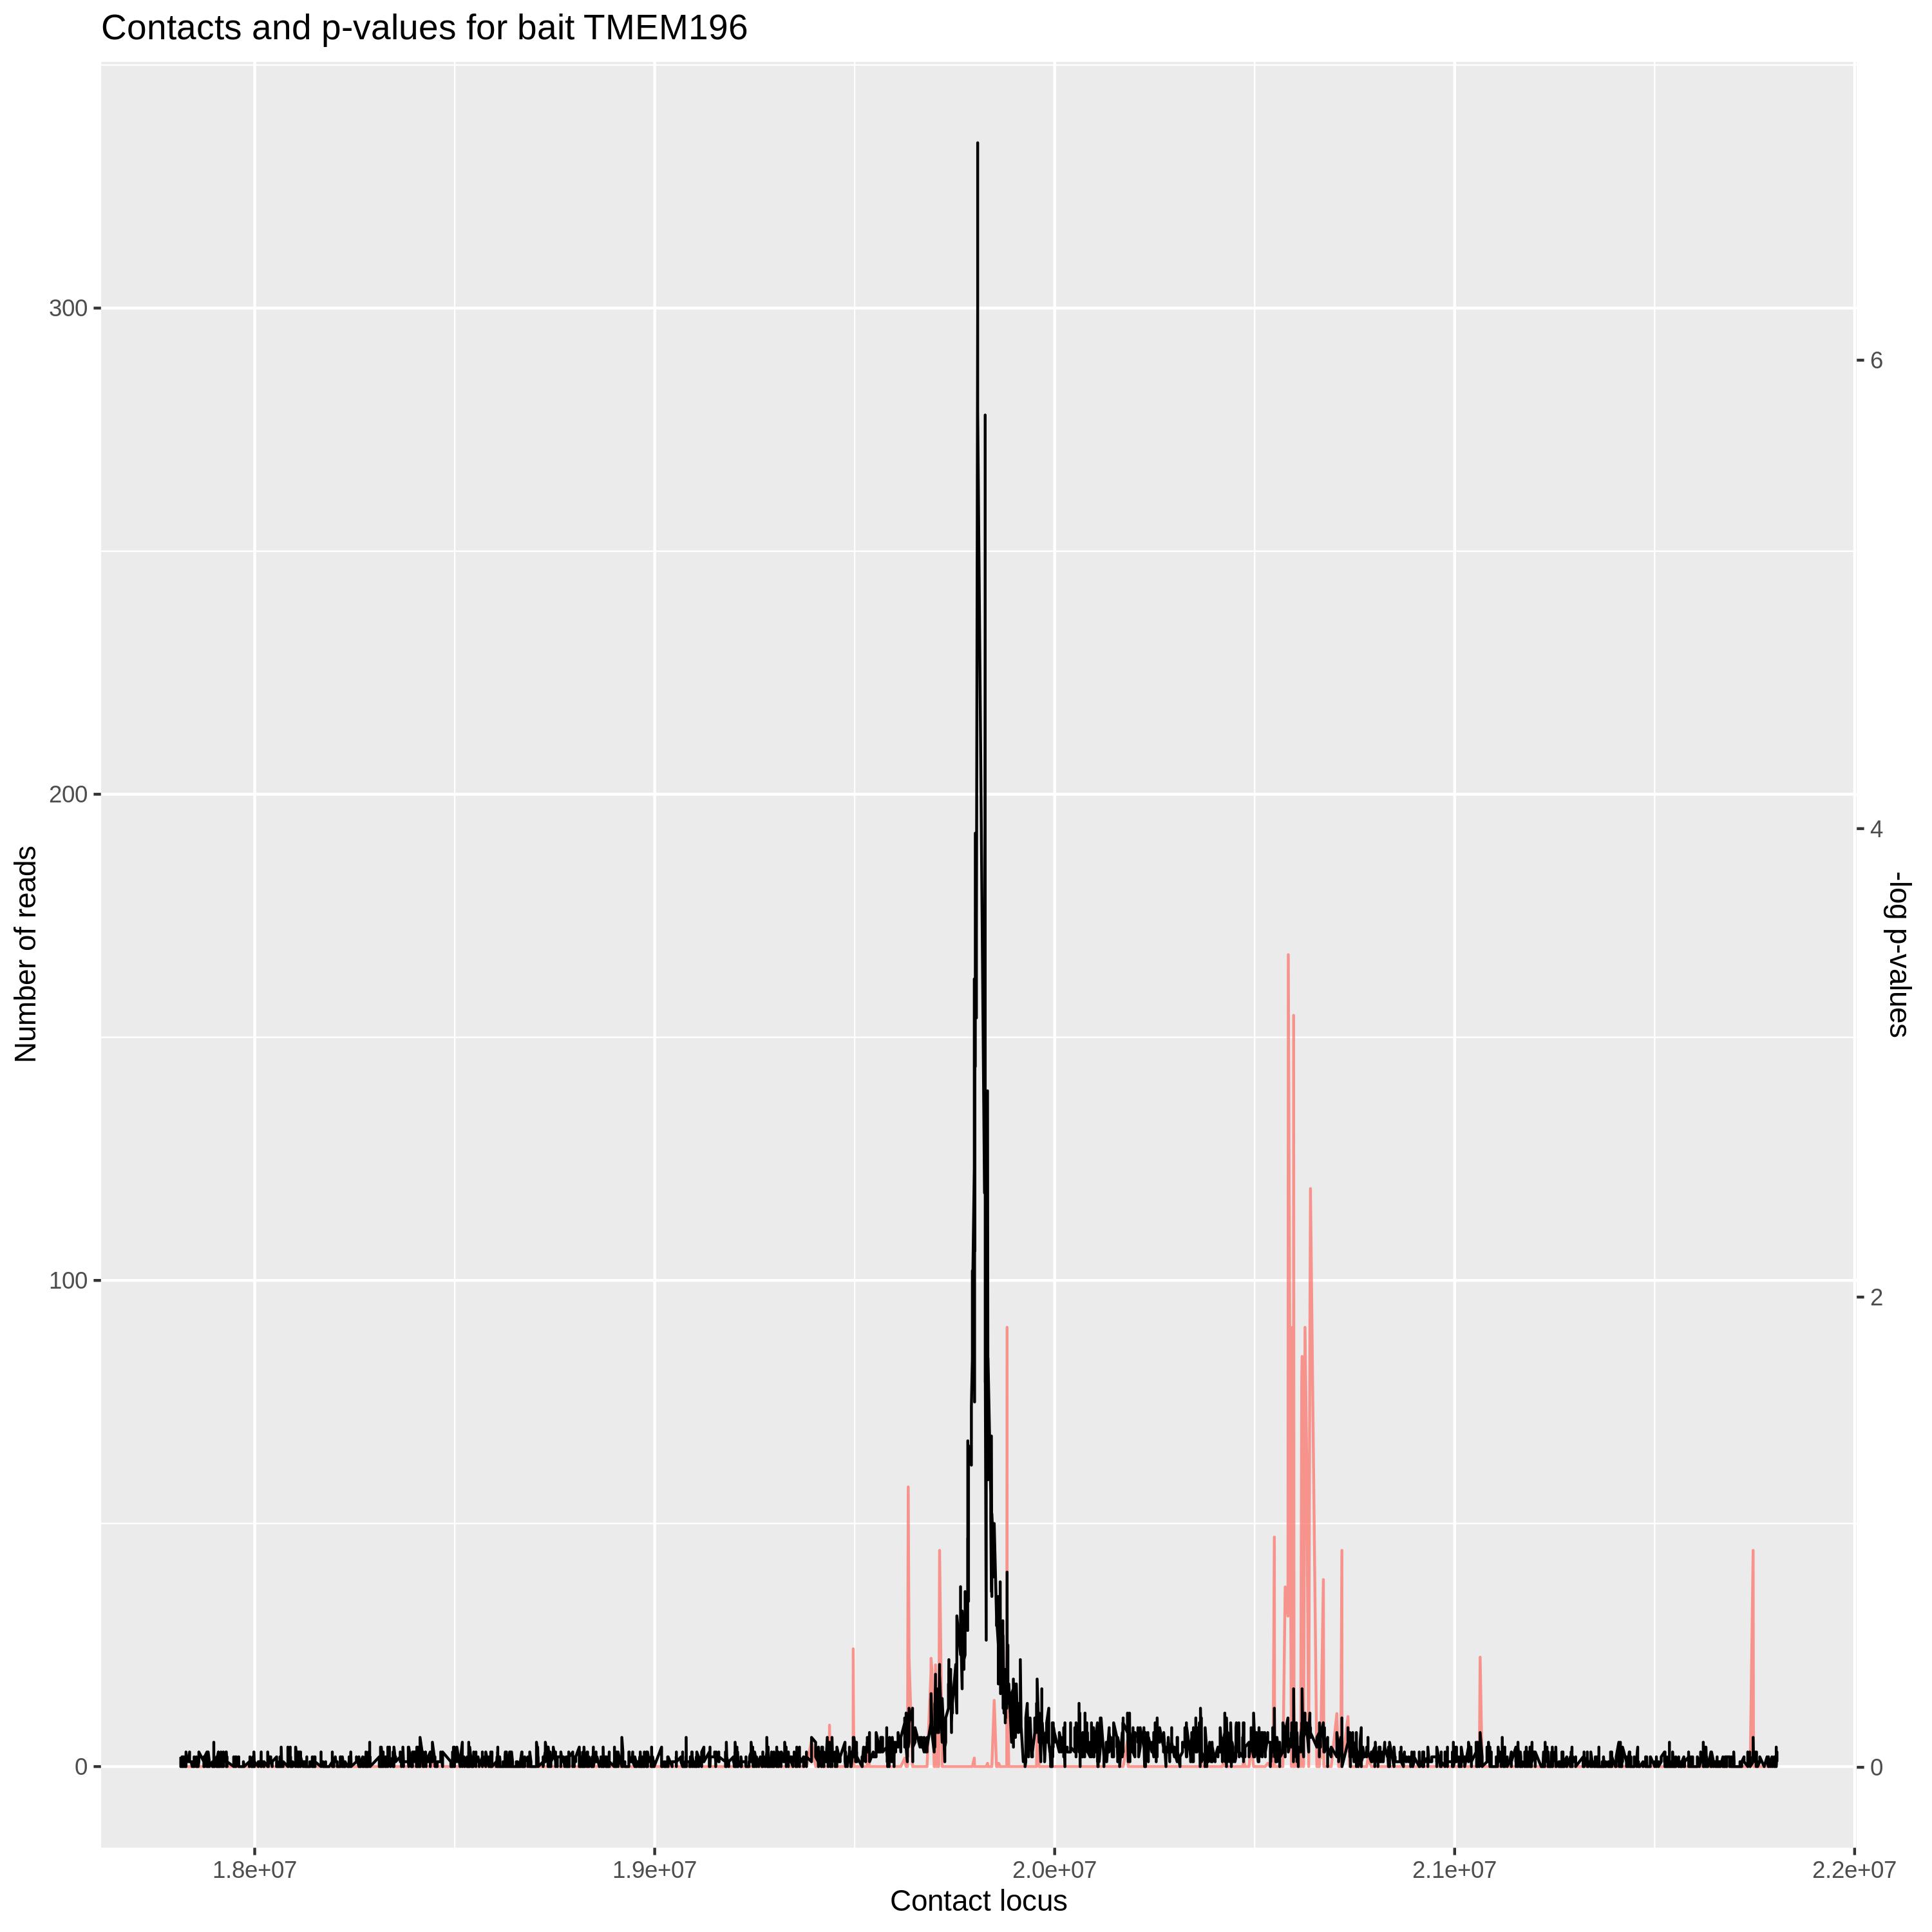 Contacts and p-values for bait TMEM196
300
200
100
0
Number of reads
6
4
2
0
-log p-values
1.8e+07
1.9e+07
2.0e+07
2.1e+07
2.2e+07
Contact locus